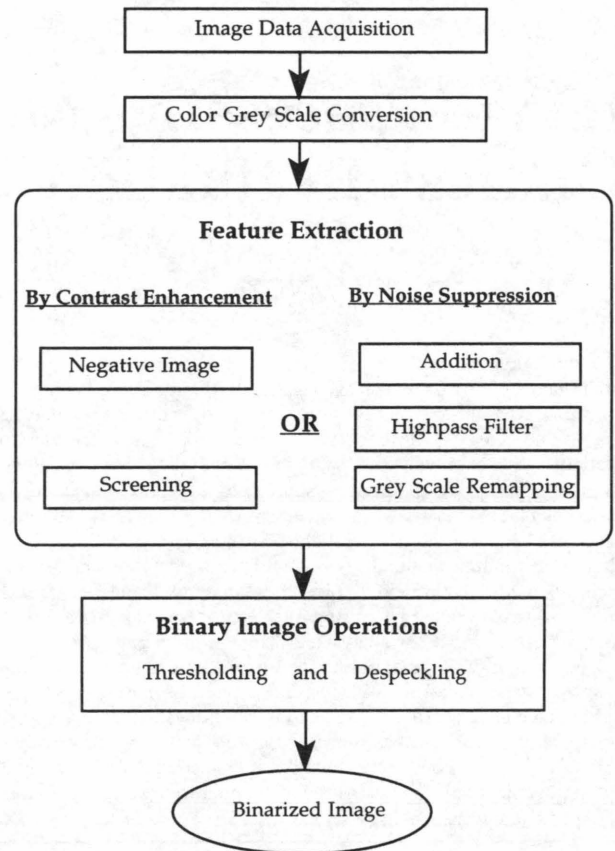 Image Data Acquisition
Color Grey Scale Conversion
Feature Extraction
By Contrast Enhancement
Negative Image
Screening
OR
By Noise Suppression
Addition
Highpass Filter
Grey Scale Remapping
Binary Image Operations
Thresholding and Despeckling
Binarized Image